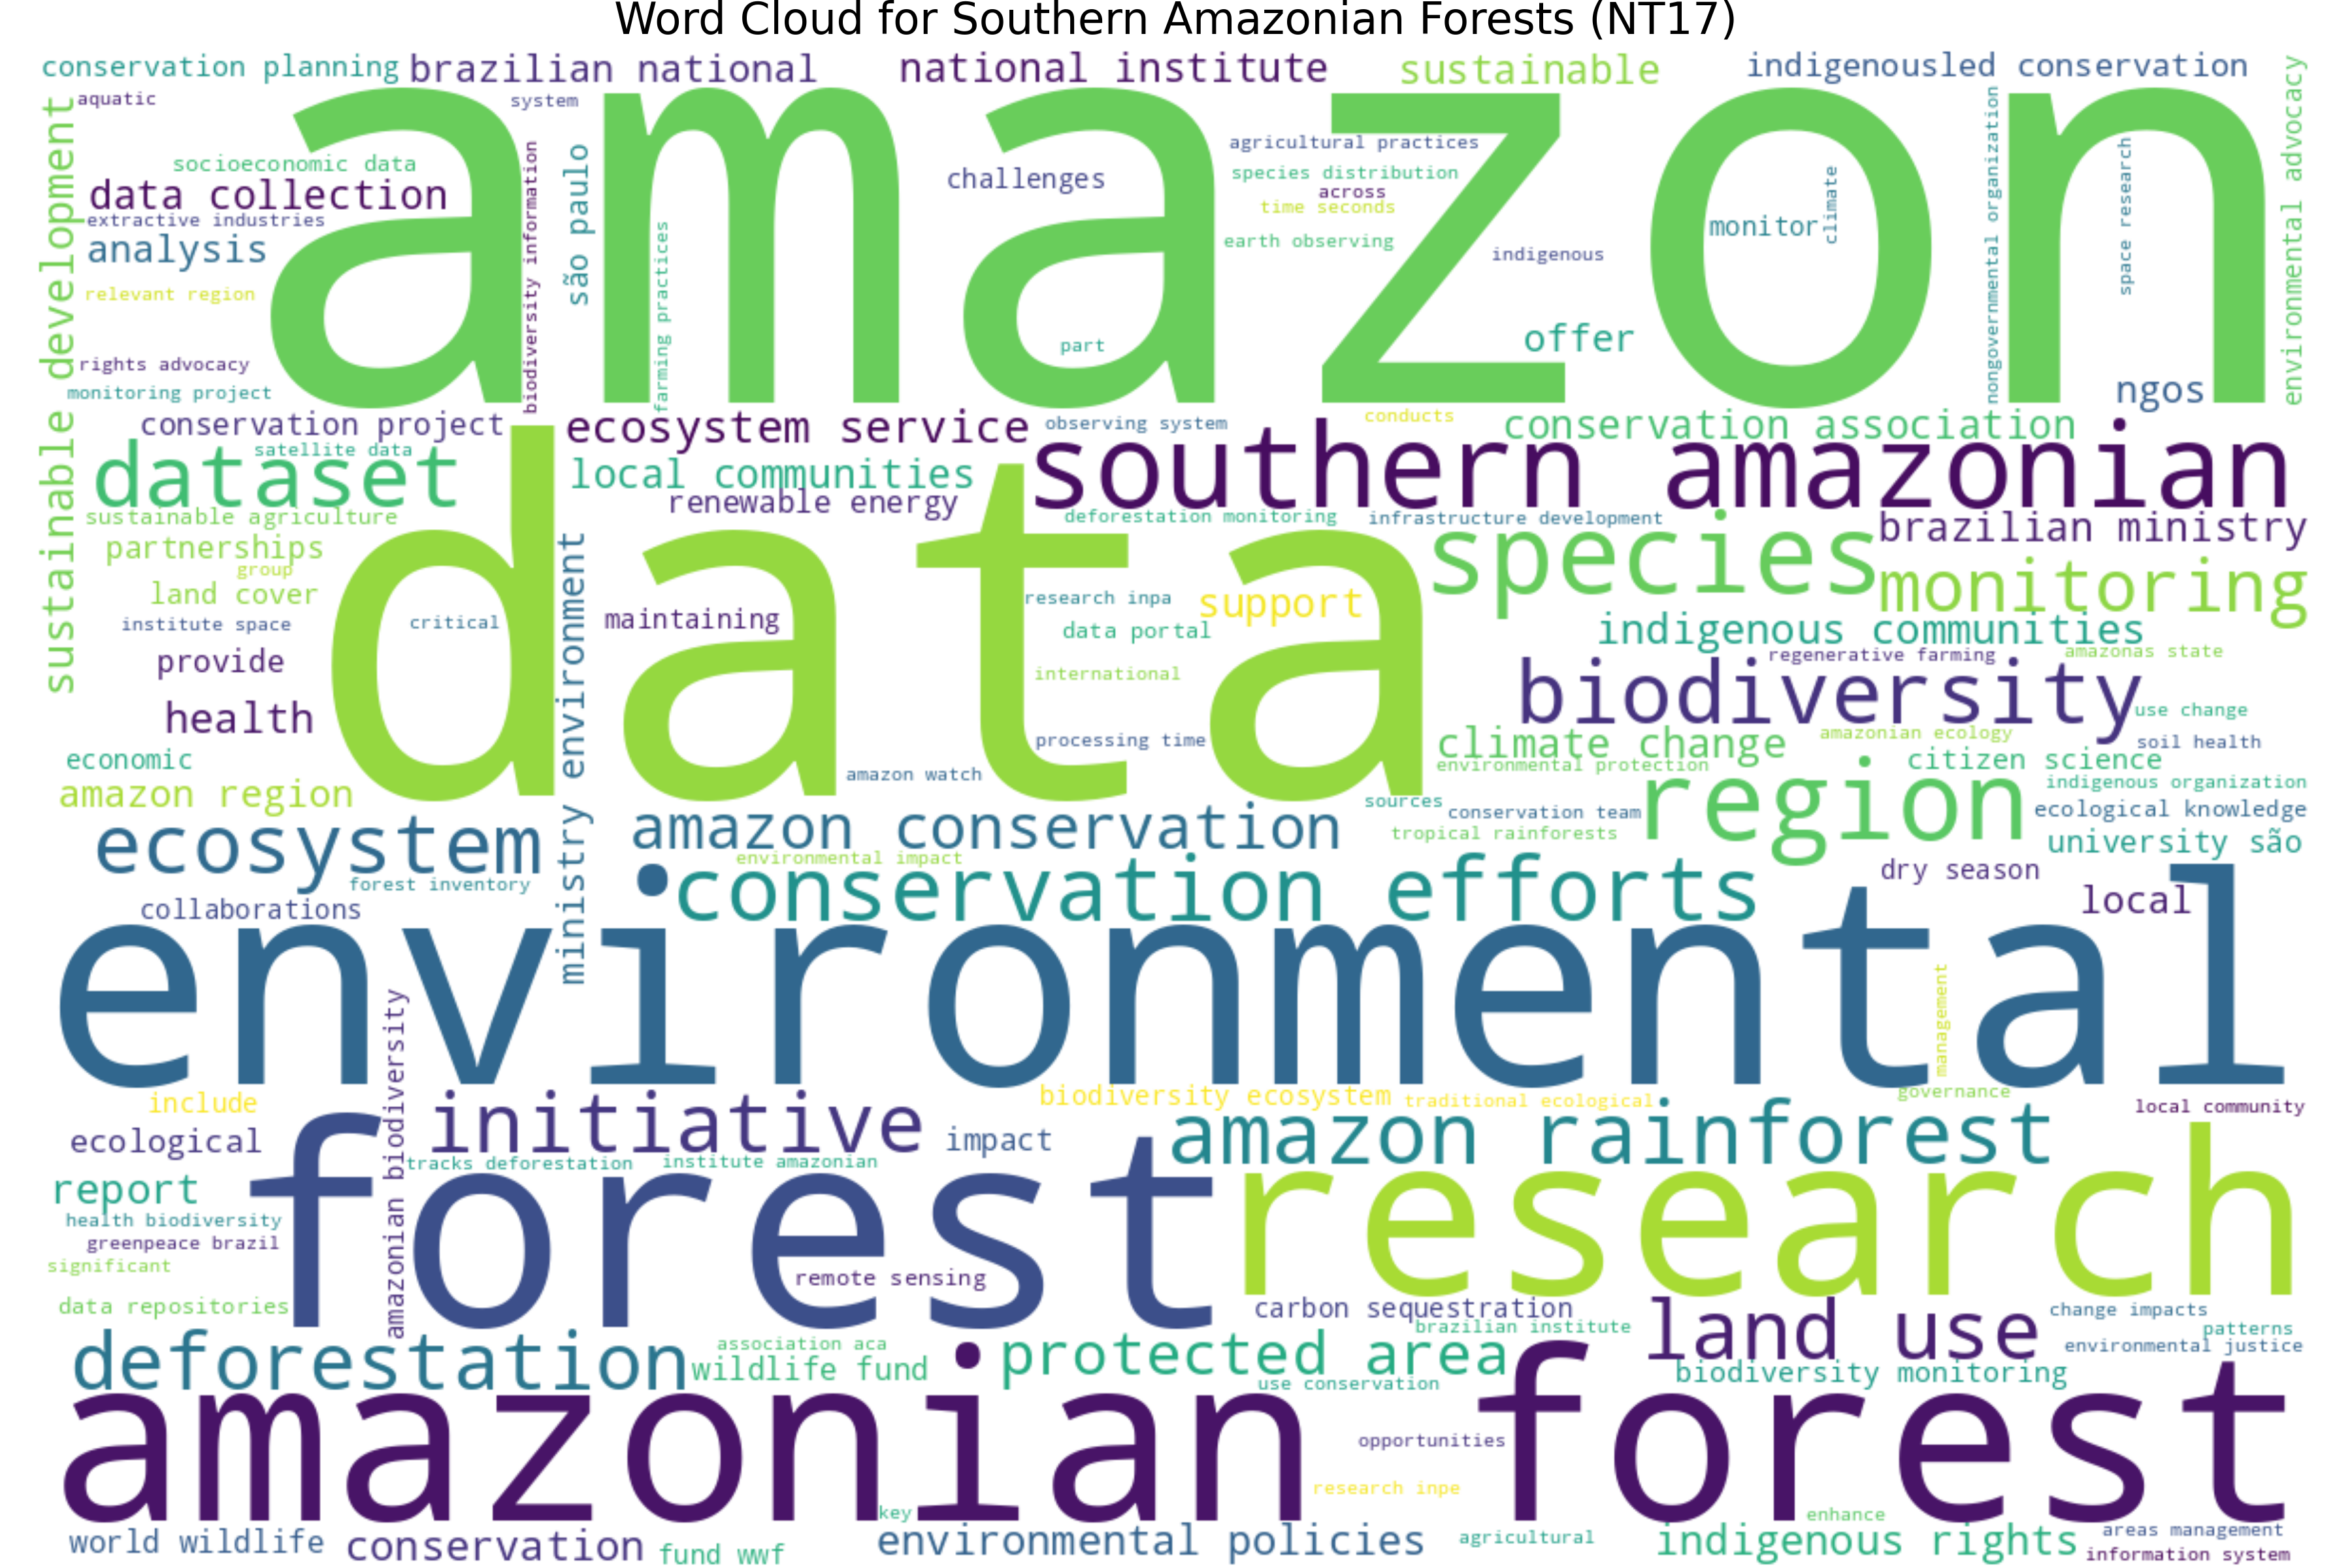 Word Cloud for Southern Amazonian Forests (NT17)
conservation planning
brazilian national
national institute
sustainable
indigenousled conservation
aquatic
system
amazon
sustainable development
socioeconomic data
data collection
extractive industries
analysis
relevant region
rights advocacy
monitoring project
biodiversity information
são paulo
farming practices
challenges
part
agricultural practices
species distribution
across
time seconds
earth observing
indigenous
offer
monitor
climate
nongovernmental organization
space research
ngos
environmental advocacy
conservation project
ecosystem service
observing system
conducts
conservation association
satellite data
dataset
local communities
renewable energy
southern amazonian
sustainable agriculture
deforestation monitoring
infrastructure development
brazilian ministry
partnerships
group
land cover
institute space
provide
health
economic
amazon region
data
critical
ministry environment
maintaining
research inpa
support
data portal
international
processing time
amazon watch
species
monitoring
indigenous communities
regenerative farming
amazonas state
biodiversity
use change
climate change
amazonian ecology
soil health
environmental protection
citizen science
region
indigenous organization
sources
conservation team
ecological knowledge
tropical rainforests
university são
ecosystem
amazon conservation
environmental impact
forest inventory
conservation efforts
dry season
local
collaborations
environmental
management
amazonian biodiversity
include
biodiversity ecosystem
traditional ecological
governance
local community
ecological
initiative
impact
amazon rainforest
tracks deforestation
institute amazonian
report
forest
research
health biodiversity
greenpeace brazil
significant
remote sensing
data repositories
carbon sequestration
land use
change impacts
brazilian institute
patterns
deforestation
association aca
wildlife fund
protected area
environmental justice
biodiversity monitoring
use conservation
amazonian forest
opportunities
research inpe
key
enhance
world wildlife
conservation
fund wwf
environmental policies
agricultural
indigenous rights
areas management
information system